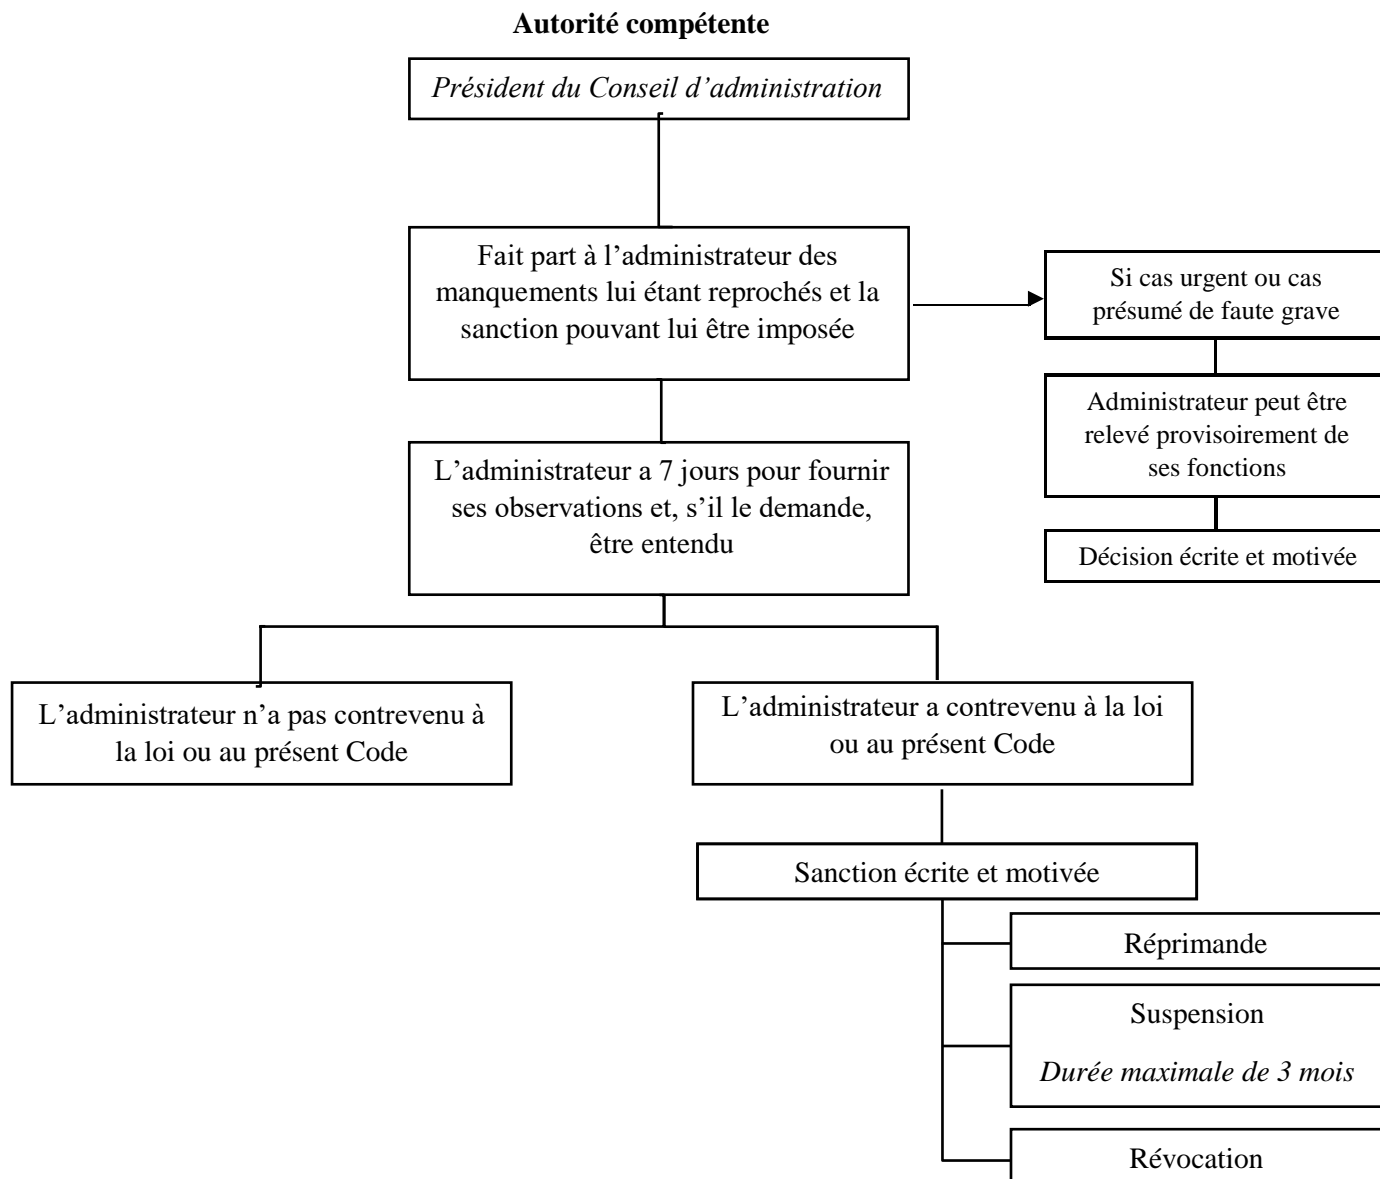 Autorité compétente
Président du Conseil d’administration
Fait part à l’administrateur des
manquements lui étant reprochés et la
sanction pouvant lui être imposée
Si cas urgent ou cas
présumé de faute grave
Administrateur peut être
relevé provisoirement de
ses fonctions
Décision écrite et motivée
L’administrateur a 7 jours pour fournir
ses observations et, s’il le demande,
être entendu
L’administrateur n’a pas contrevenu à
la loi ou au présent Code
L’administrateur a contrevenu à la loi
ou au présent Code
Sanction écrite et motivée
Réprimande
Suspension
Durée maximale de 3 mois
Révocation